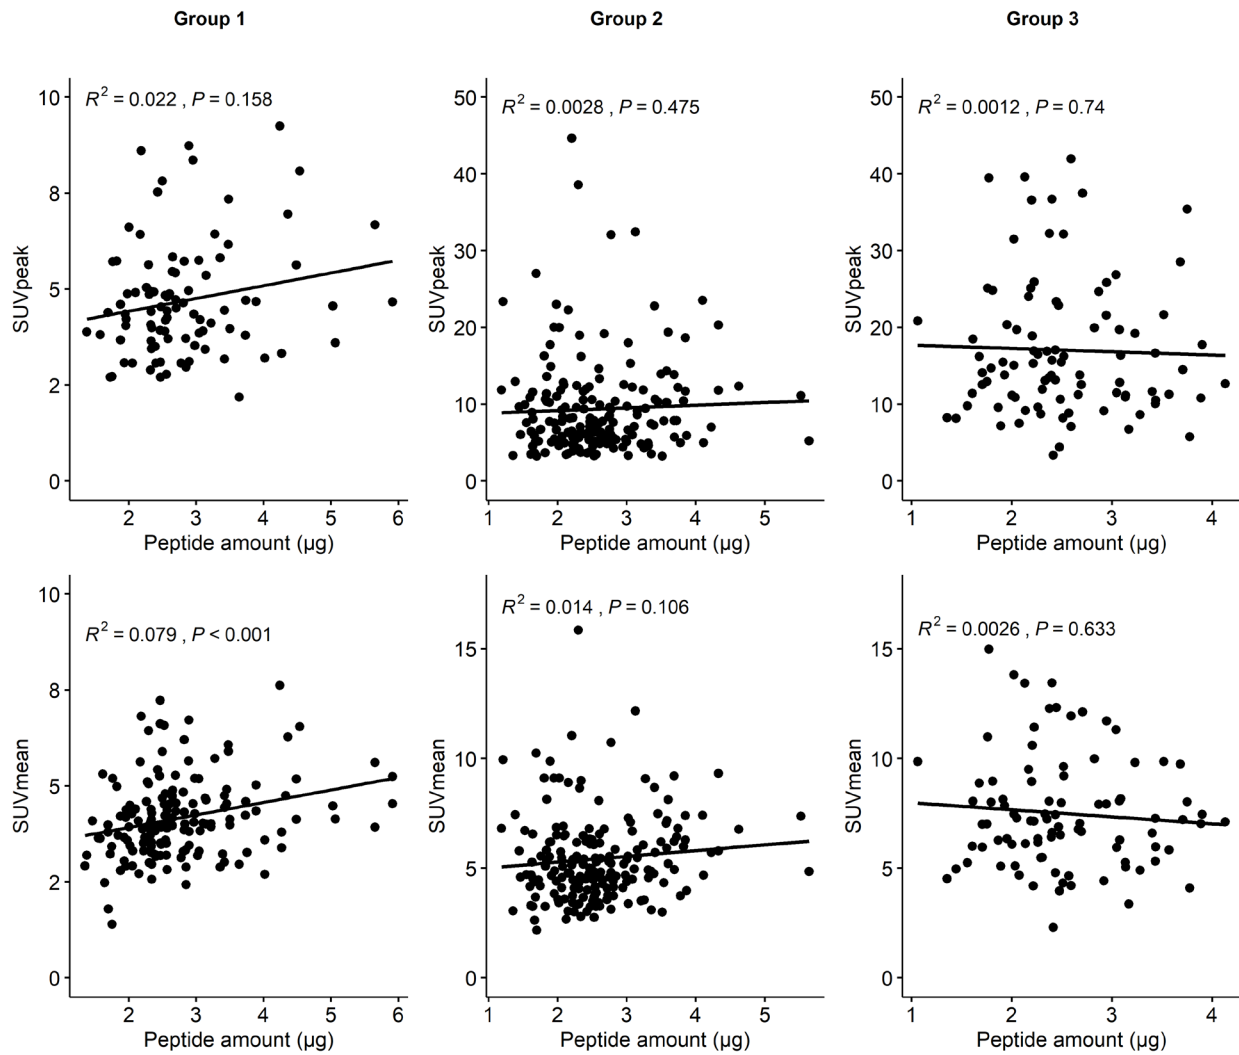 Group 1
Group 2
Group 3
R² = 0.022 , P = 0.158
10
8
5
2
0
SUVpeak
2 3 4 5 6
Peptide amount (µg)
R² = 0.0028 , P = 0.475
50
40
30
20
10
0
SUVpeak
1 2 3 4 5
Peptide amount (µg)
R² = 0.0012 , P = 0.74
50
40
30
20
10
0
SUVpeak
1 2 3 4
Peptide amount (µg)
R² = 0.079 , P < 0.001
10
8
5
2
0
SUVmean
2 3 4 5 6
Peptide amount (µg)
R² = 0.014 , P = 0.106
15
10
5
0
SUVmean
1 2 3 4 5
Peptide amount (µg)
R² = 0.0026 , P = 0.633
15
10
5
0
SUVmean
1 2 3 4
Peptide amount (µg)